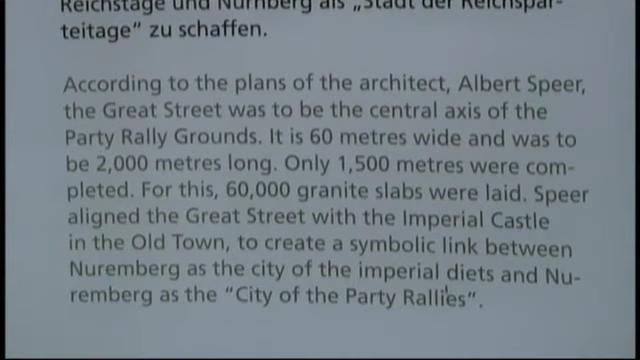 Reichstage und Nürnberg als „Stadt der Reichspar-
teitage“ zu schaffen.
According to the plans of the architect, Albert Speer,
the Great Street was to be the central axis of the
Party Rally Grounds. It is 60 metres wide and was to
be 2,000 metres long. Only 1,500 metres were com-
pleted. For this, 60,000 granite slabs were laid. Speer
aligned the Great Street with the Imperial Castle
in the Old Town, to create a symbolic link between
Nuremberg as the city of the imperial diets and Nu-
remberg as the “City of the Party Rallies”.